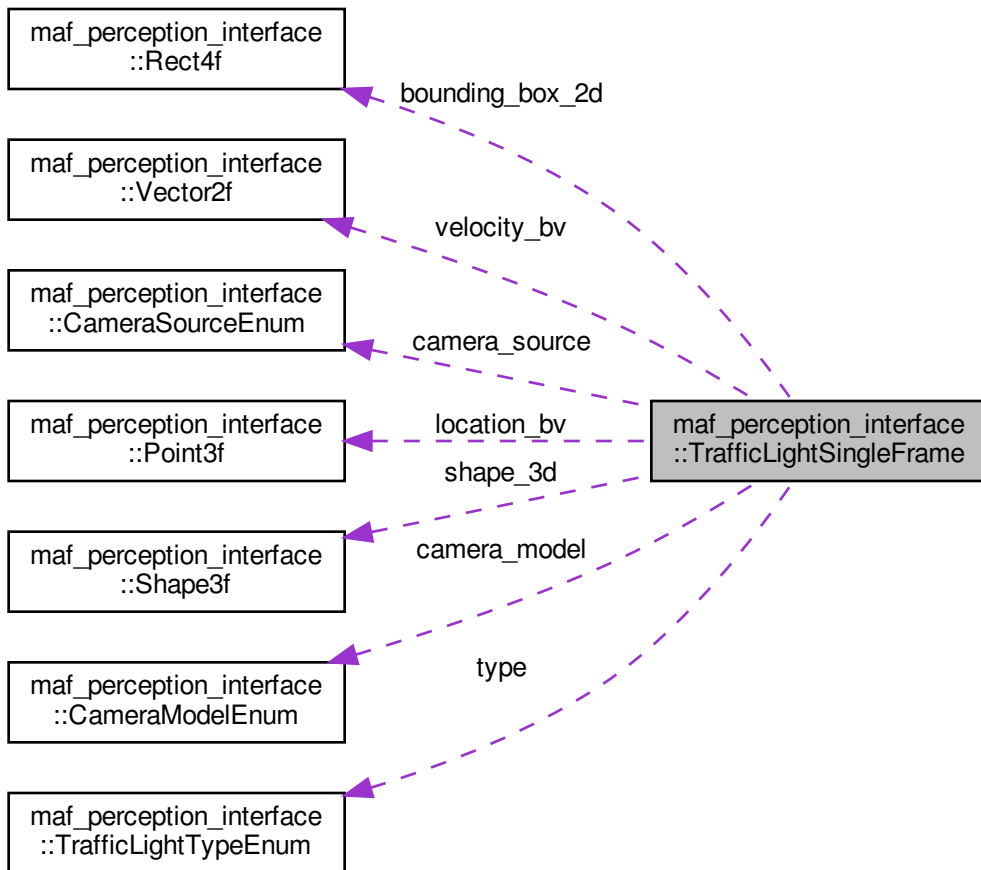 maf_perception_interface
::Rect4f
bounding_box_2d
maf_perception_interface
::Vector2f
velocity_bv
maf_perception_interface
::CameraSourceEnum
camera_source
maf_perception_interface
::Point3f
location_bv
maf_perception_interface
::TrafficLightSingleFrame
shape_3d
maf_perception_interface
::Shape3f
camera_model
maf_perception_interface
::CameraModelEnum
type
maf_perception_interface
::TrafficLightTypeEnum